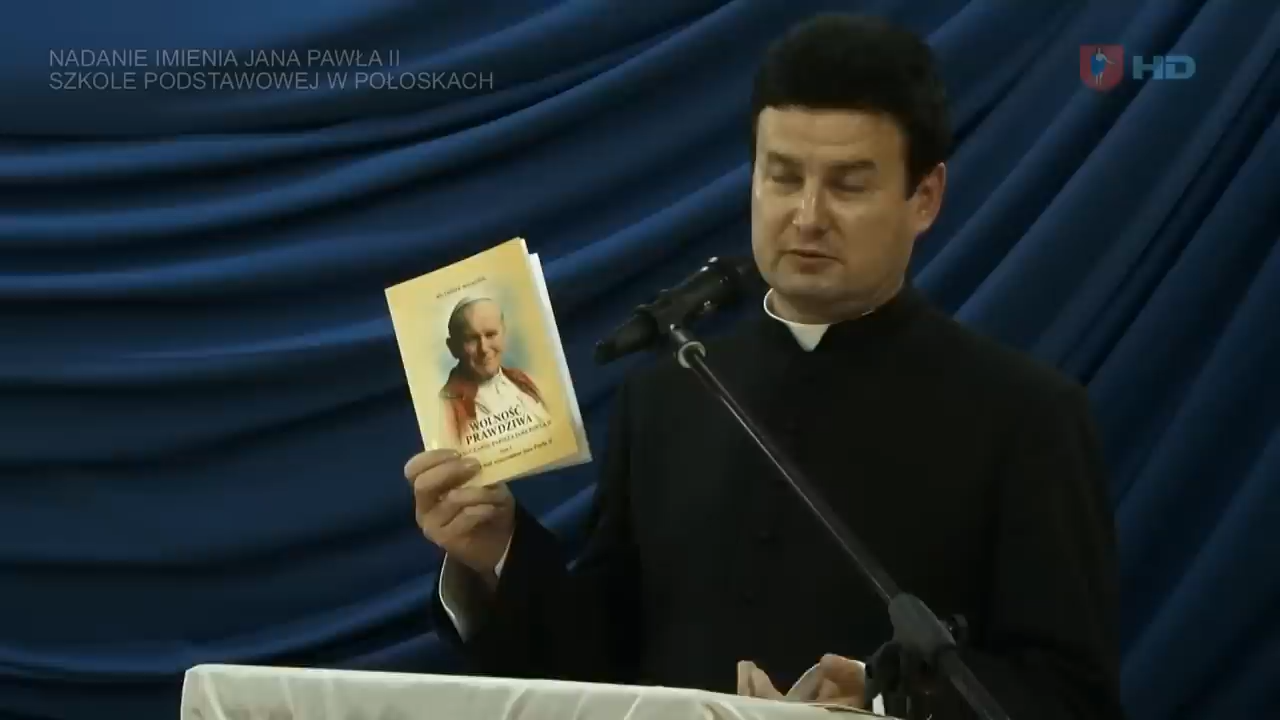 NADANIE IMIENIA JANA PAWŁA II
SZKOLE PODSTAWOWEJ W POŁOSKACH
HD
WOLNOŚĆ
PRAWDZIWA